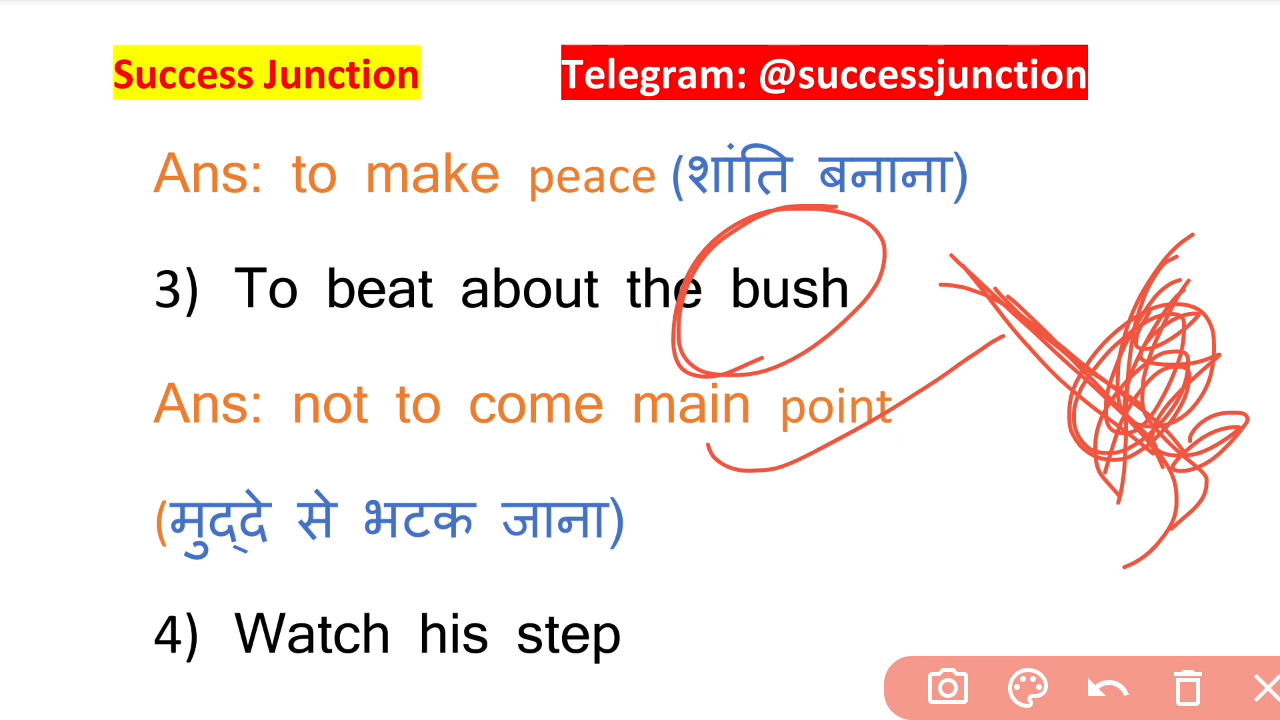 Success Junction Telegram: @successjunction
Ans: to make peace (शांति बनाना)
3) To beat about the bush
Ans: not to come main point
(मुद्दे से भटक जाना)
4) Watch his step